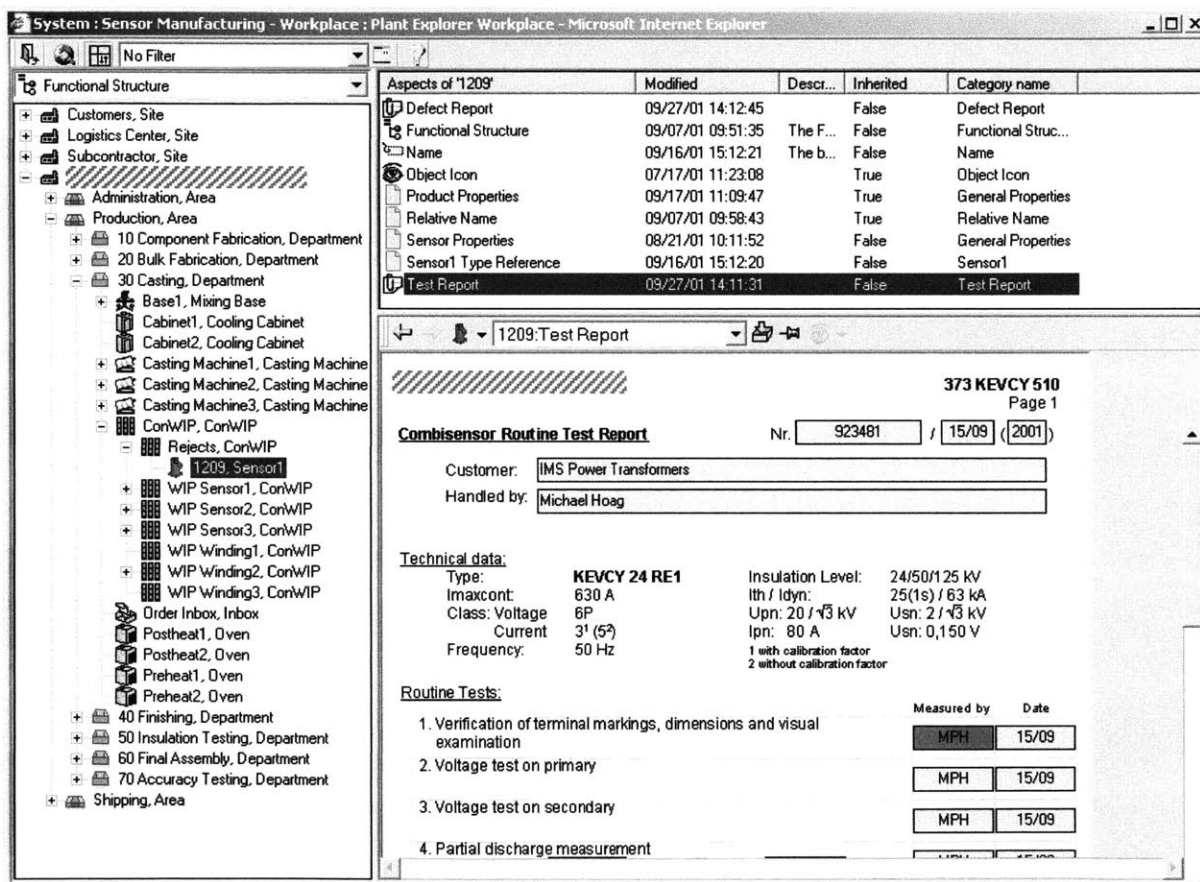 System : Sensor Manufacturing - Workplace : Plant Explorer Workplace - Microsoft Internet Explorer
No Filter
Functional Structure
Customers, Site
Logistics Center, Site
Subcontractor, Site
Administration, Area
Production, Area
10 Component Fabrication, Department
20 Bulk Fabrication, Department
30 Casting, Department
Base1, Mixing Base
Cabinet1, Cooling Cabinet
Cabinet2, Cooling Cabinet
Casting Machine1, Casting Machine
Casting Machine2, Casting Machine
Casting Machine3, Casting Machine
ConWIP, ConWIP
Rejects, ConWIP
1209, Sensor1
WIP Sensor1, ConWIP
WIP Sensor2, ConWIP
WIP Sensor3, ConWIP
WIP Winding1, ConWIP
WIP Winding2, ConWIP
WIP Winding3, ConWIP
Order Inbox, Inbox
Postheat1, Oven
Postheat2, Oven
Preheat1, Oven
Preheat2, Oven
40 Finishing, Department
50 Insulation Testing, Department
60 Final Assembly, Department
70 Accuracy Testing, Department
Shipping, Area
Aspects of '1209' Modified Descr... Inherited Category name
Defect Report 09/27/01 14:12:45 False Defect Report
Functional Structure 09/07/01 09:51:35 The F... False Functional Struc...
Name 09/16/01 15:12:21 The b... False Name
Object Icon 07/17/01 11:23:08 True Object Icon
Product Properties 09/17/01 11:09:47 True General Properties
Relative Name 09/07/01 09:58:43 True Relative Name
Sensor Properties 08/21/01 10:11:52 False General Properties
Sensor1 Type Reference 09/16/01 15:12:20 False Sensor1
Test Report 09/27/01 14:11:31 False Test Report
1209:Test Report
373 KEVCY 510
Page 1
Combisensor Routine Test Report Nr. 923481 / 15/09 (2001)
Customer: IMS Power Transformers
Handled by: Michael Hoag
Technical data:
Type: KEVCY 24 RE1 Insulation Level: 24/50/125 kV
Imaxcont: 630 A Ith / Idyn: 25(1s) / 63 kA
Class: Voltage 6P Upn: 20 / √3 kV Usn: 2 / √3 kV
Current 3¹ (5²) Ipn: 80 A Usn: 0,150 V
Frequency: 50 Hz 1 with calibration factor
2 without calibration factor
Routine Tests:
Measured by Date
1. Verification of terminal markings, dimensions and visual
examination MPH 15/09
2. Voltage test on primary
MPH 15/09
3. Voltage test on secondary
MPH 15/09
4. Partial discharge measurement